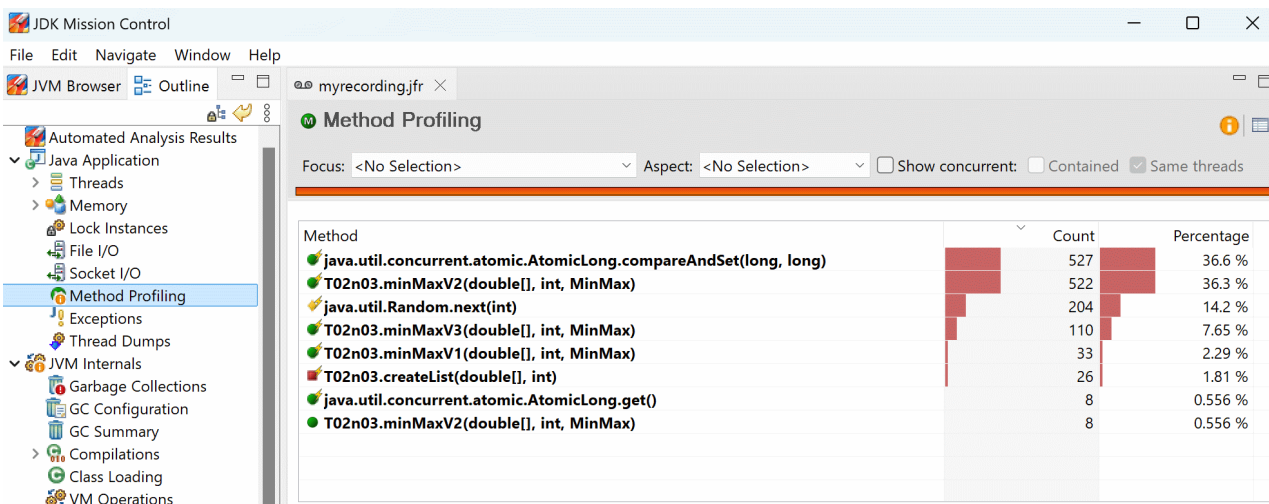 JDK Mission Control
File Edit Navigate Window Help
JVM Browser Outline
myrecording.jfr
Automated Analysis Results
Java Application
Threads
Memory
Lock Instances
File I/O
Socket I/O
Method Profiling
Exceptions
Thread Dumps
JVM Internals
Garbage Collections
GC Configuration
GC Summary
Compilations
Class Loading
VM Operations
Method Profiling
Focus: <No Selection> Aspect: <No Selection> Show concurrent: Contained Same threads
Method Count Percentage
java.util.concurrent.atomic.AtomicLong.compareAndSet(long, long) 527 36.6 %
T02n03.minMaxV2(double[], int, MinMax) 522 36.3 %
java.util.Random.next(int) 204 14.2 %
T02n03.minMaxV3(double[], int, MinMax) 110 7.65 %
T02n03.minMaxV1(double[], int, MinMax) 33 2.29 %
T02n03.createList(double[], int) 26 1.81 %
java.util.concurrent.atomic.AtomicLong.get() 8 0.556 %
T02n03.minMaxV2(double[], int, MinMax) 8 0.556 %